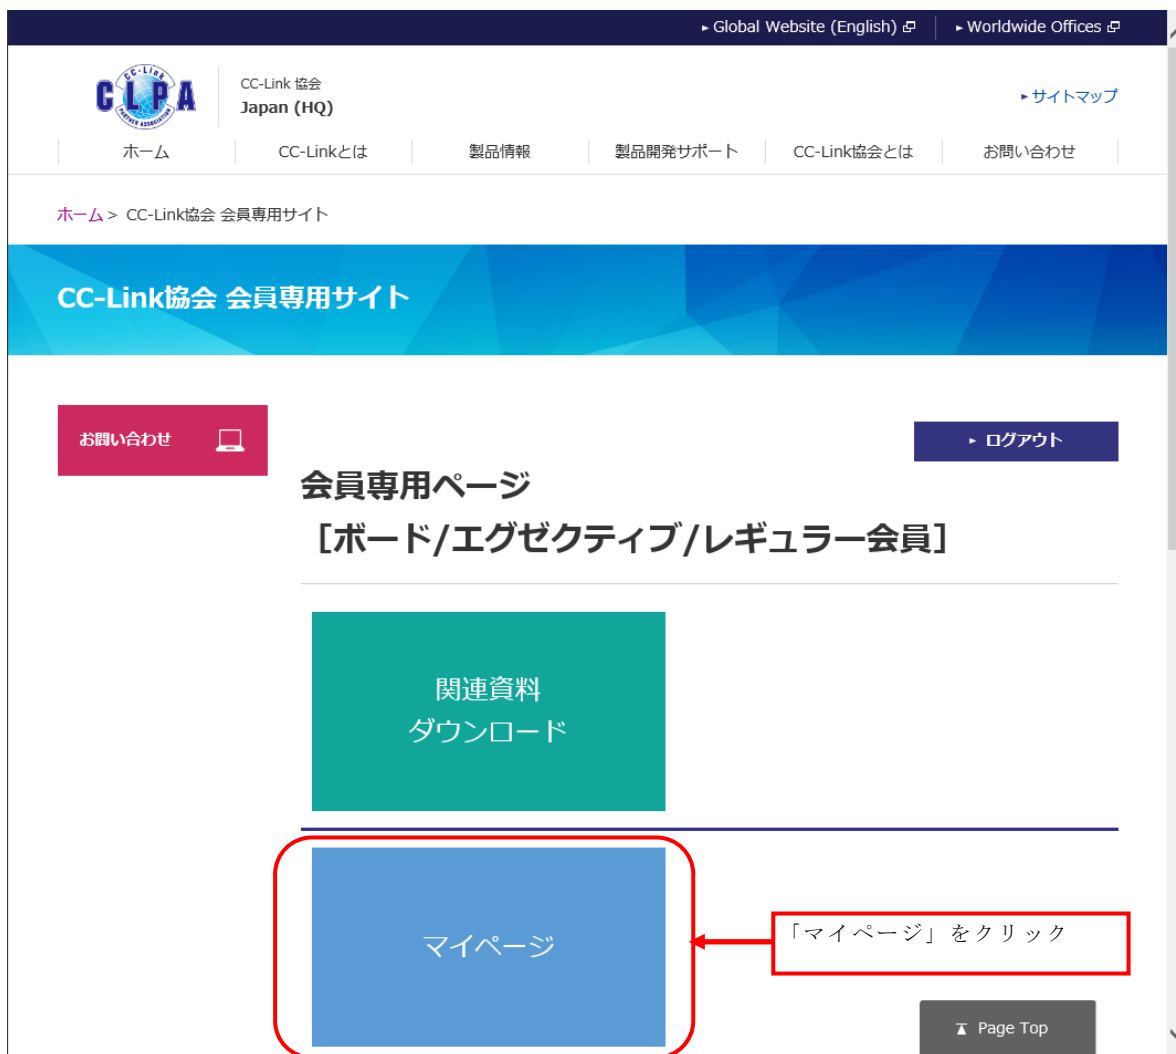 Global Website (English)
Worldwide Offices
CC-Link
CLPA
PARTNER ASSOCIATION
CC-Link 協会
Japan (HQ)
サイトマップ
ホーム
CC-Linkとは
製品情報
製品開発サポート
CC-Link協会とは
お問い合わせ
ホーム > CC-Link協会 会員専用サイト
CC-Link協会 会員専用サイト
お問い合わせ
ログアウト
会員専用ページ
[ボード/エグゼクティブ/レギュラー会員]
関連資料
ダウンロード
マイページ
「マイページ」をクリック
Page Top